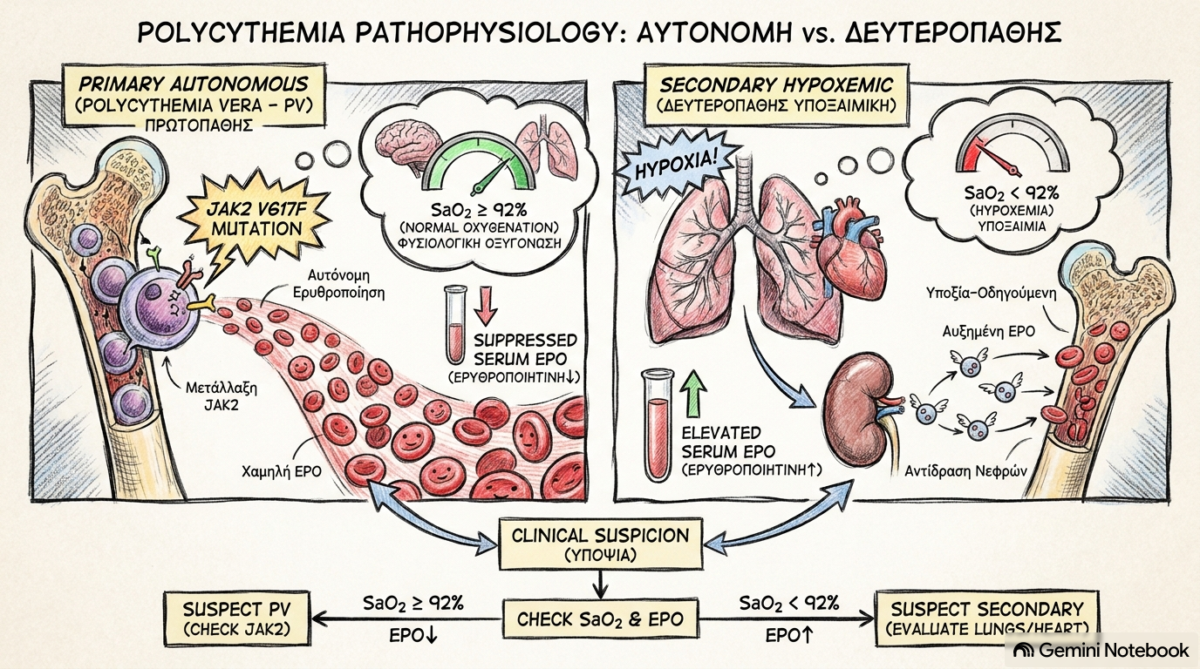 POLYCYTHEMIA PATHOPHYSIOLOGY: ΑΥΤΟΝΟΜΗ vs. ΔΕΥΤΕΡΟΠΑΘΗΣ
PRIMARY AUTONOMOUS
(POLYCYTHEMIA VERA – PV)
ΠΡΩΤΟΠΑΘΗΣ
JAK2 V617F
MUTATION
SaO₂ ≥ 92%
(NORMAL OXYGENATION)
ΦΥΣΙΟΛΟΓΙΚΗ ΟΞΥΓΟΝΩΣΗ
Αυτόνομη
Ερυθροποίηση
SUPPRESSED
SERUM EPO
(ΕΡΥΘΡΟΠΟΙΗΤΙΝΗ↓)
Μετάλλαξη
JAK2
Χαμηλή ΕΡΟ
SECONDARY HYPOXEMIC
(ΔΕΥΤΕΡΟΠΑΘΗΣ ΥΠΟΞΑΙΜΙΚΗ)
HYPOXIA!
SaO₂ < 92%
(HYPOXEMIA)
ΥΠΟΞΑΙΜΙΑ
Υποξία-Οδηγούμενη
Αυξημένη ΕΡΟ
ELEVATED
SERUM EPO
(ΕΡΥΘΡΟΠΟΙΗΤΙΝΗ↑)
Αντίδραση Νεφρών
CLINICAL SUSPICION
(ΥΠΟΨΙΑ)
SUSPECT PV
(CHECK JAK2)
SaO₂ ≥ 92%
EPO↓
CHECK SaO₂ & EPO
SaO₂ < 92%
EPO↑
SUSPECT SECONDARY
(EVALUATE LUNGS/HEART)
Gemini Notebook